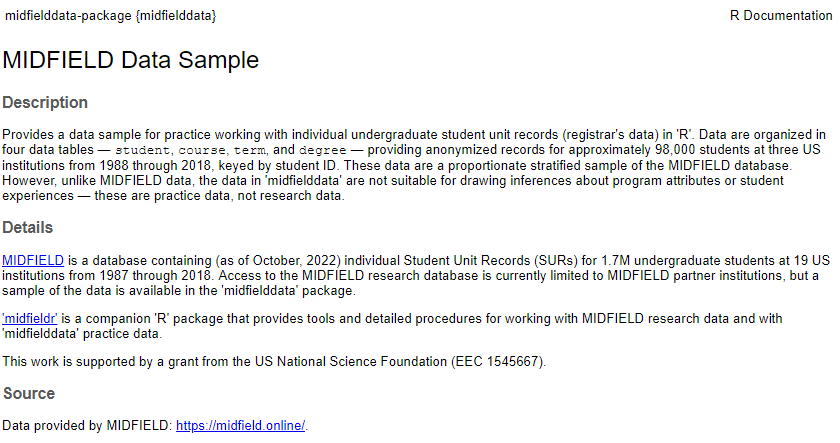 midfielddata-package {midfielddata} R Documentation
MIDFIELD Data Sample
Description
Provides a data sample for practice working with individual undergraduate student unit records (registrar's data) in 'R'. Data are organized in
four data tables — student, course, term, and degree — providing anonymized records for approximately 98,000 students at three US
institutions from 1988 through 2018, keyed by student ID. These data are a proportionate stratified sample of the MIDFIELD database.
However, unlike MIDFIELD data, the data in 'midfielddata' are not suitable for drawing inferences about program attributes or student
experiences — these are practice data, not research data.
Details
MIDFIELD is a database containing (as of October, 2022) individual Student Unit Records (SURs) for 1.7M undergraduate students at 19 US
institutions from 1987 through 2018. Access to the MIDFIELD research database is currently limited to MIDFIELD partner institutions, but a
sample of the data is available in the 'midfielddata' package.
'midfieldr' is a companion 'R' package that provides tools and detailed procedures for working with MIDFIELD research data and with
'midfielddata' practice data.
This work is supported by a grant from the US National Science Foundation (EEC 1545667).
Source
Data provided by MIDFIELD: https://midfield.online/.